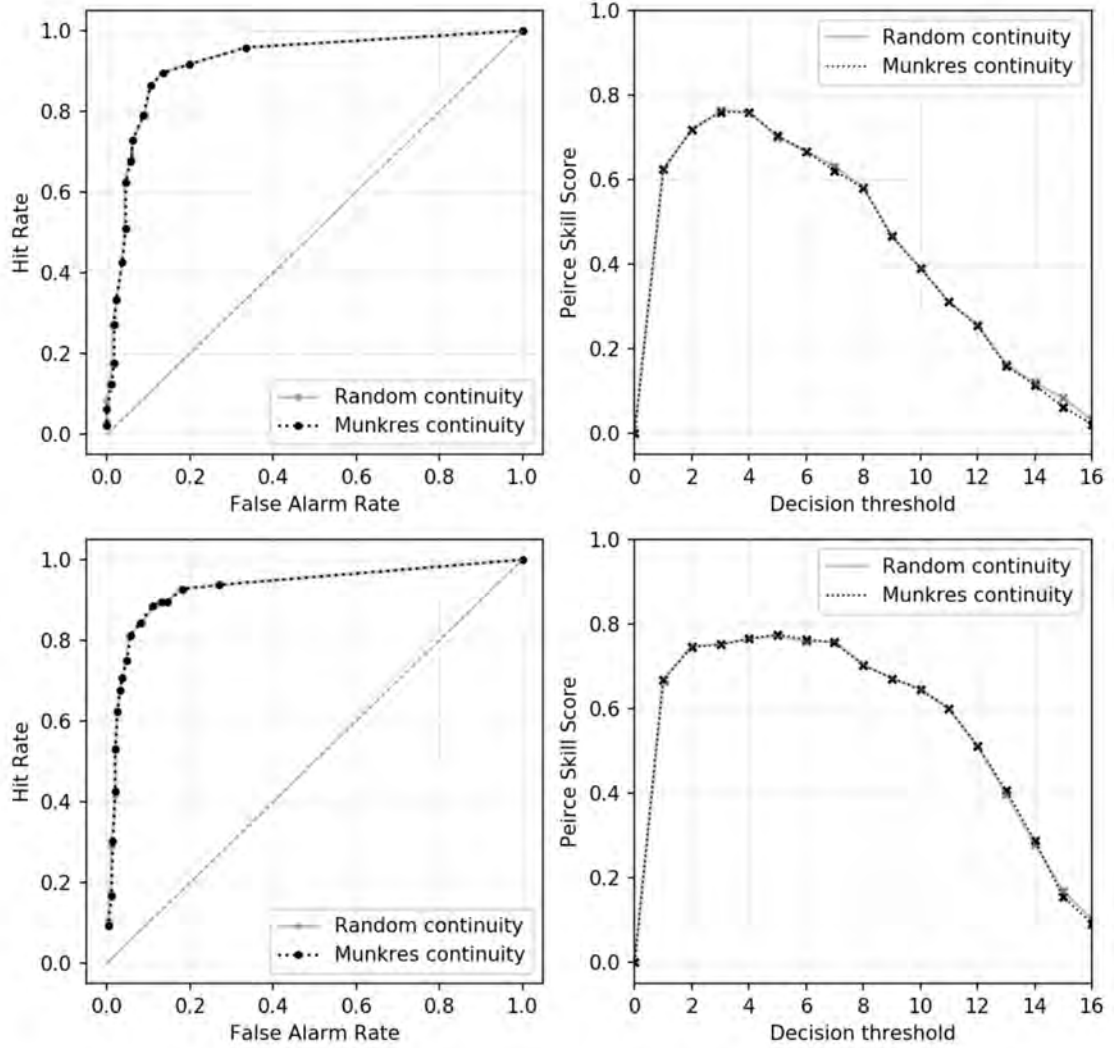 1.0
0.8
0.6
0.4
0.2
0.0
Hit Rate
0.0 0.2 0.4 0.6 0.8 1.0
False Alarm Rate
Random continuity
Munkres continuity
1.0
0.8
0.6
0.4
0.2
0.0
Peirce Skill Score
0 2 4 6 8 10 12 14 16
Decision threshold
Random continuity
Munkres continuity
1.0
0.8
0.6
0.4
0.2
0.0
Hit Rate
0.0 0.2 0.4 0.6 0.8 1.0
False Alarm Rate
Random continuity
Munkres continuity
1.0
0.8
0.6
0.4
0.2
0.0
Peirce Skill Score
0 2 4 6 8 10 12 14 16
Decision threshold
Random continuity
Munkres continuity